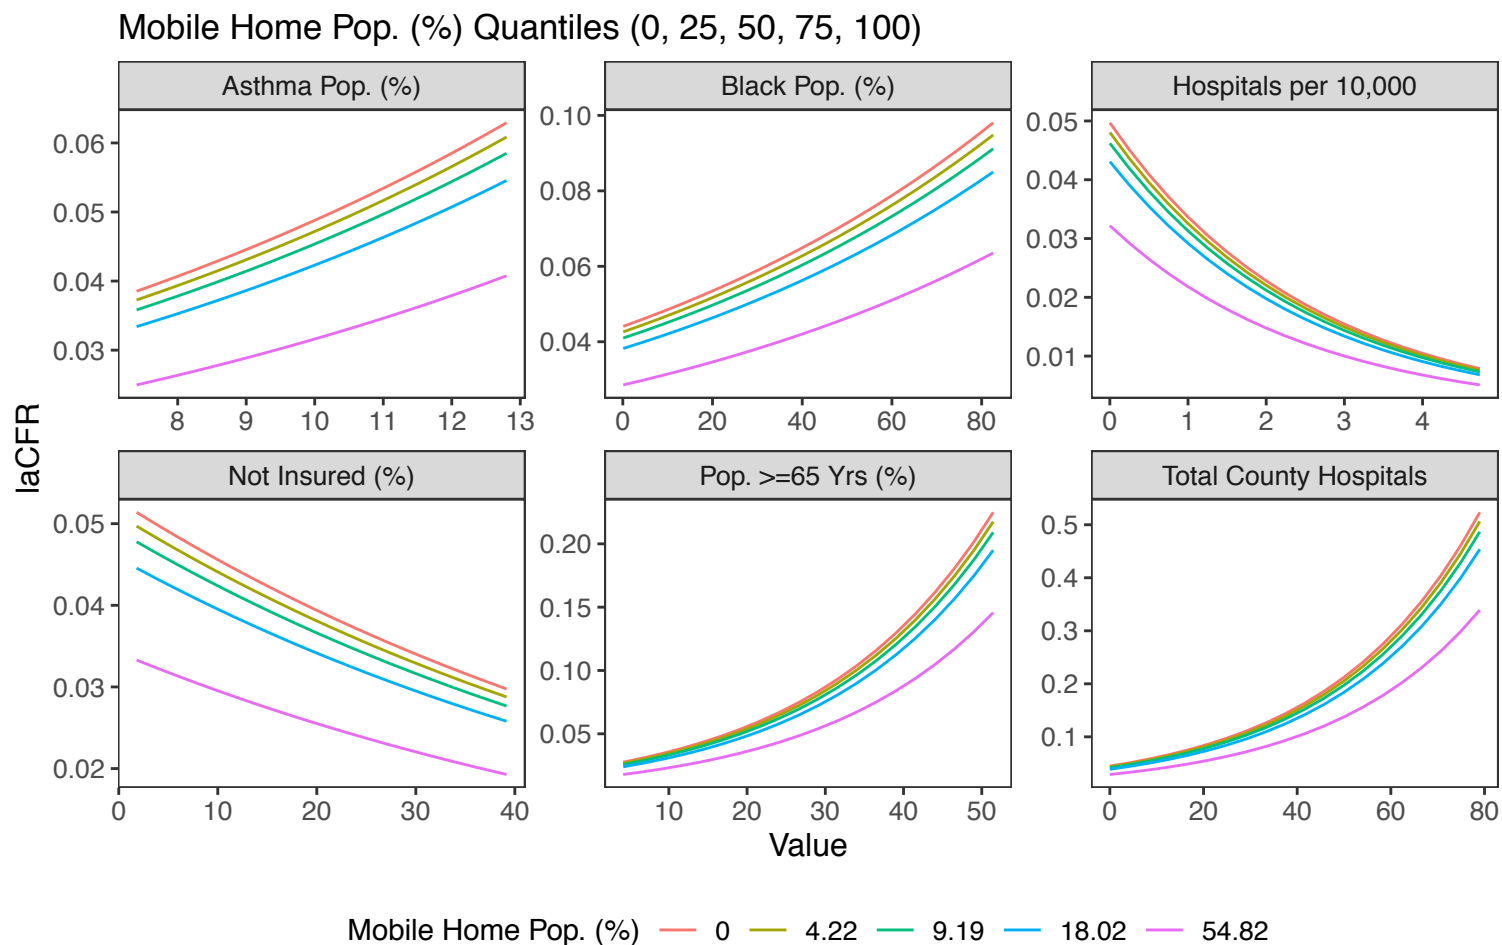 Mobile Home Pop. (%) Quantiles (0, 25, 50, 75, 100)
Asthma Pop. (%)
Black Pop. (%)
Hospitals per 10,000
0.06
0.05
0.04
0.03
0.10
0.08
0.06
0.04
0.05
0.04
0.03
0.02
0.01
8 9 10 11 12 13
0 20 40 60 80
0 1 2 3 4
Not Insured (%)
Pop. >=65 Yrs (%)
Total County Hospitals
0.05
0.04
0.03
0.02
0.20
0.15
0.10
0.05
0.5
0.4
0.3
0.2
0.1
0 10 20 30 40
10 20 30 40 50
0 20 40 60 80
IaCFR
Value
Mobile Home Pop. (%) 0 4.22 9.19 18.02 54.82